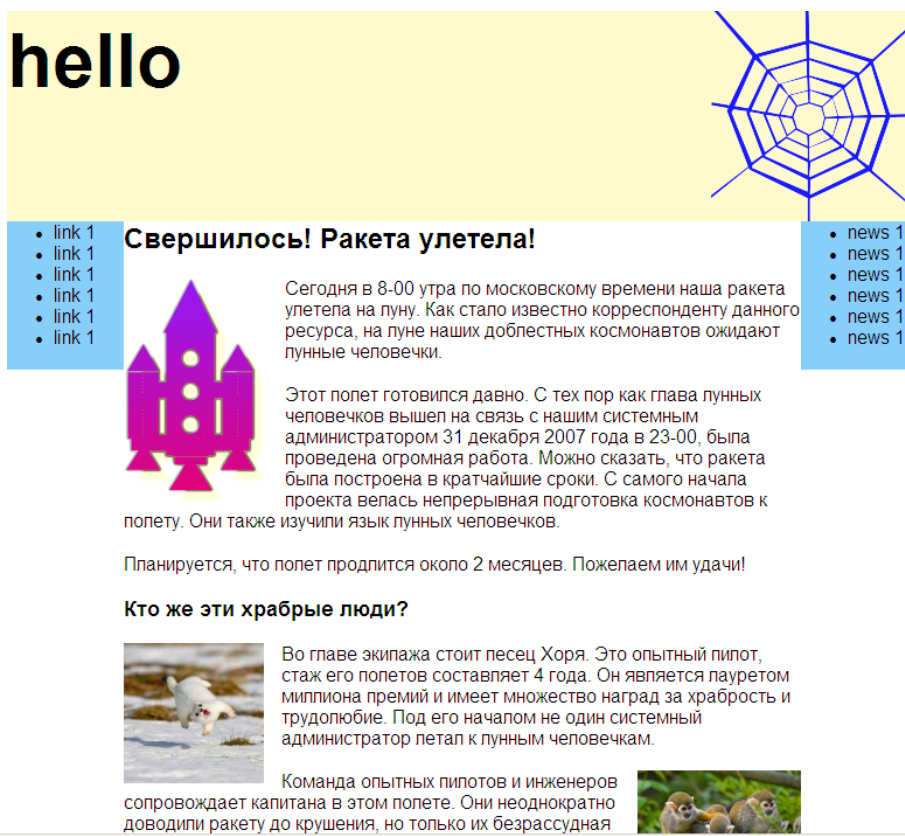 hello
link 1
link 1
link 1
link 1
link 1
link 1
Свершилось! Ракета улетела!
Сегодня в 8-00 утра по московскому времени наша ракета
улетела на луну. Как стало известно корреспонденту данного
ресурса, на луне наших доблестных космонавтов ожидают
лунные человечки.
Этот полет готовился давно. С тех пор как глава лунных
человечков вышел на связь с нашим системным
администратором 31 декабря 2007 года в 23-00, была
проведена огромная работа. Можно сказать, что ракета
была построена в кратчайшие сроки. С самого начала
проекта велась непрерывная подготовка космонавтов к
полету. Они также изучили язык лунных человечков.
Планируется, что полет продлится около 2 месяцев. Пожелаем им удачи!
Кто же эти храбрые люди?
Во главе экипажа стоит песец Хоря. Это опытный пилот,
стаж его полетов составляет 4 года. Он является лауретом
миллиона премий и имеет множество наград за храбрость и
трудолюбие. Под его началом не один системный
администратор летал к лунным человечкам.
Команда опытных пилотов и инженеров
сопровождает капитана в этом полете. Они неоднократно
доводили ракету до крушения, но только их безрассудная
news 1
news 1
news 1
news 1
news 1
news 1